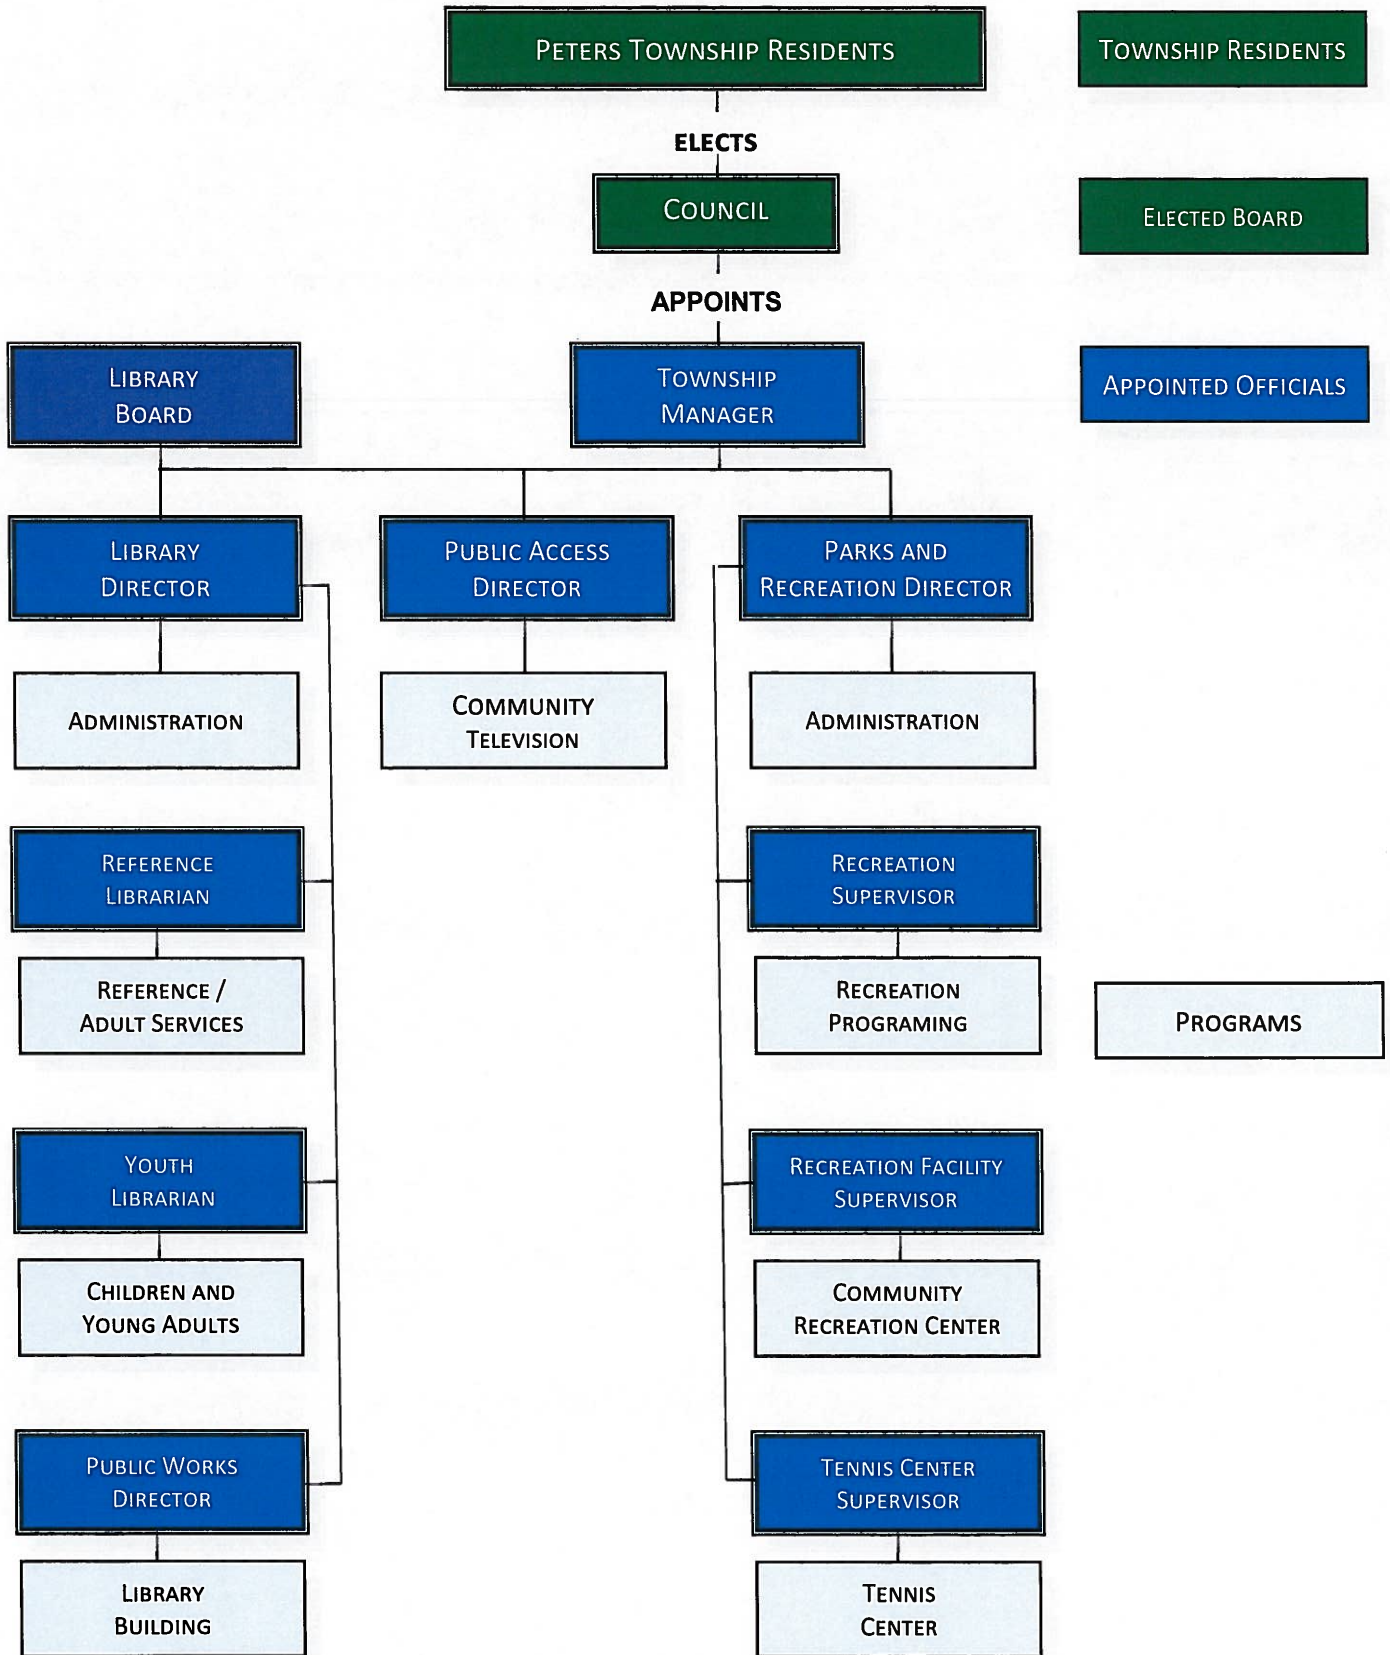 PETERS TOWNSHIP RESIDENTS
TOWNSHIP RESIDENTS
ELECTS
COUNCIL
ELECTED BOARD
APPOINTS
LIBRARY
BOARD
TOWNSHIP
MANAGER
APPOINTED OFFICIALS
LIBRARY
DIRECTOR
PUBLIC ACCESS
DIRECTOR
PARKS AND
RECREATION DIRECTOR
ADMINISTRATION
COMMUNITY
TELEVISION
ADMINISTRATION
REFERENCE
LIBRARIAN
RECREATION
SUPERVISOR
REFERENCE /
ADULT SERVICES
RECREATION
PROGRAMING
PROGRAMS
YOUTH
LIBRARIAN
RECREATION FACILITY
SUPERVISOR
CHILDREN AND
YOUNG ADULTS
COMMUNITY
RECREATION CENTER
PUBLIC WORKS
DIRECTOR
TENNIS CENTER
SUPERVISOR
LIBRARY
BUILDING
TENNIS
CENTER